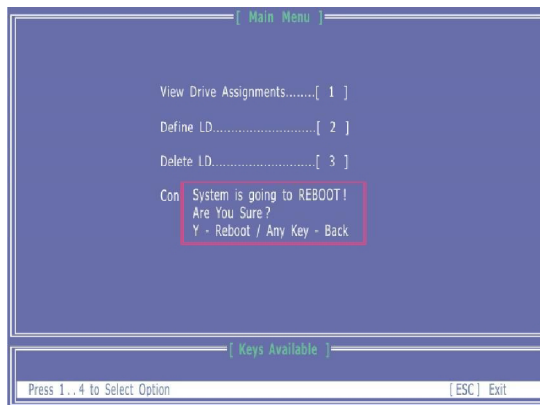 [ Main Menu ]
View Drive Assignments........[ 1 ]
Define LD............................[ 2 ]
Delete LD............................[ 3 ]
Con
System is going to REBOOT!
Are You Sure?
Y - Reboot / Any Key - Back
[ Keys Available ]
Press 1..4 to Select Option [ESC] Exit